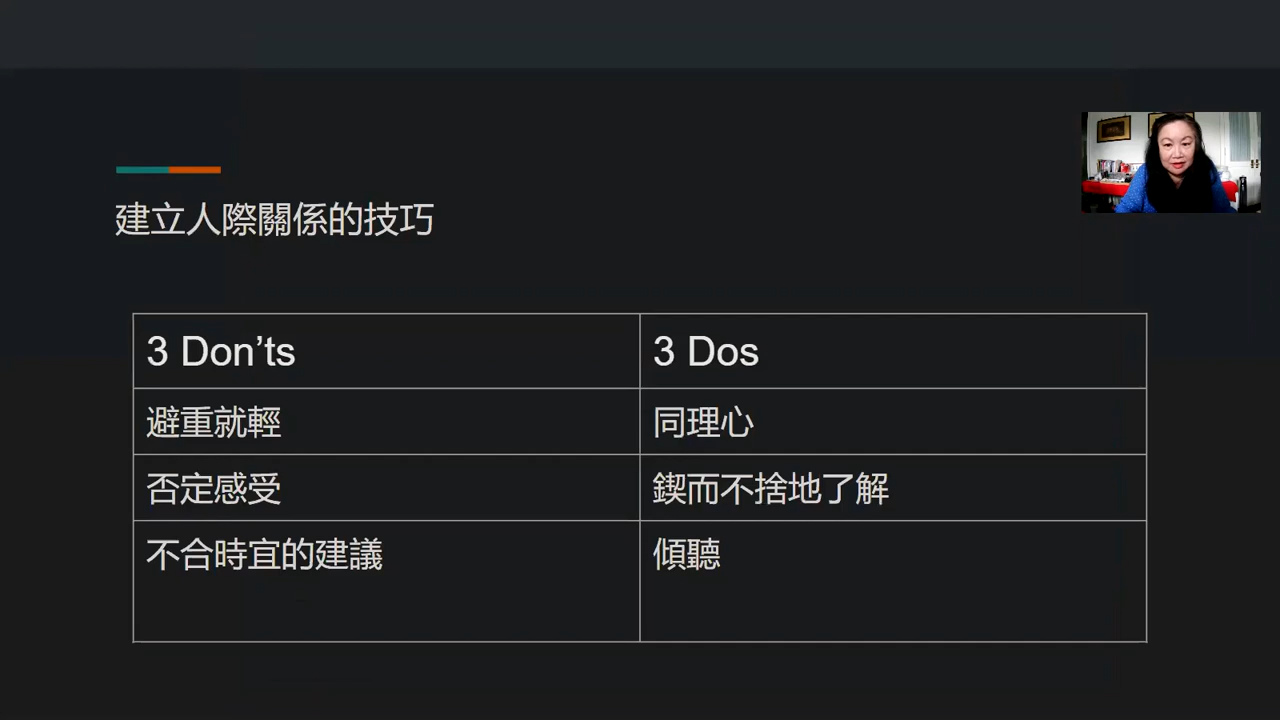 建立人際關係的技巧
3 Don’ts
3 Dos
避重就輕
同理心
否定感受
鍥而不捨地了解
不合時宜的建議
傾聽